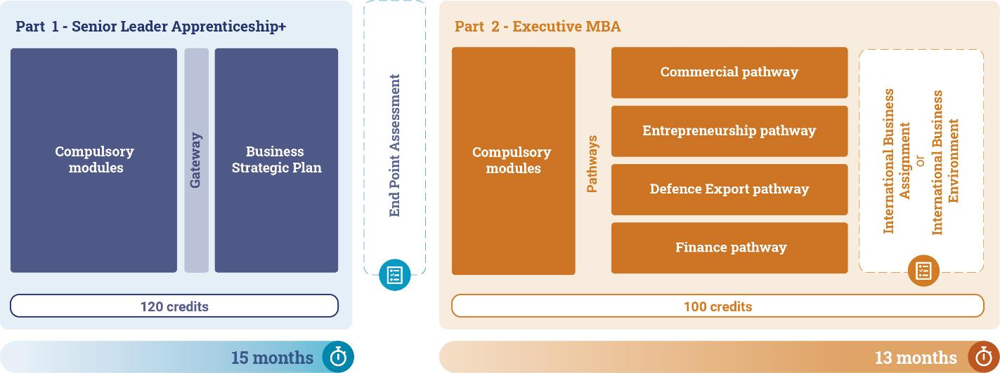 Part 1 - Senior Leader Apprenticeship+
Compulsory
modules
Gateway
Business
Strategic Plan
120 credits
15 months
End Point Assessment
Part 2 - Executive MBA
Compulsory
modules
Pathways
Commercial pathway
Entrepreneurship pathway
Defence Export pathway
Finance pathway
International Business
Assignment
or
International Business
Environment
100 credits
13 months